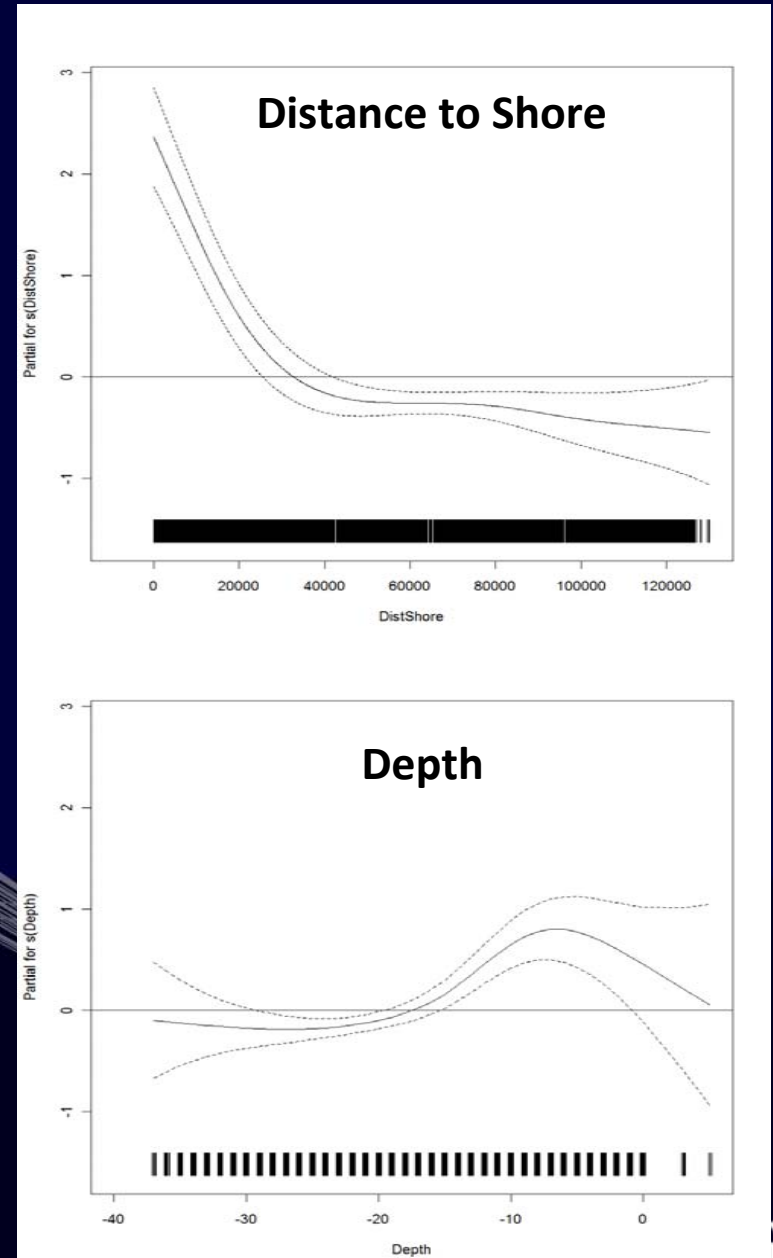 Distance to Shore
Partial for s(DistShore)
3
2
1
0
-1
0 20000 40000 60000 80000 100000 120000
DistShore
Depth
Partial for s(Depth)
3
2
1
0
-1
-40 -30 -20 -10 0
Depth